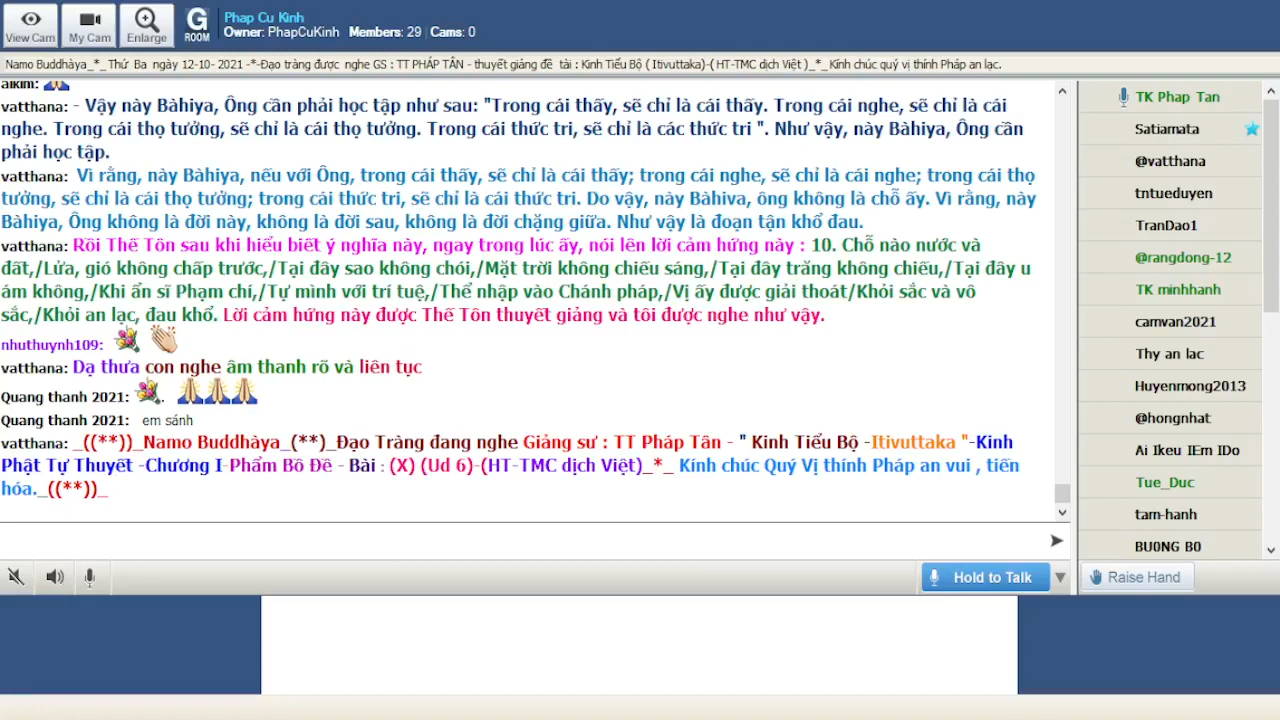 View Cam
My Cam
Enlarge
G
ROOM
Phap Cu Kinh
Owner: PhapCuKinh Members: 29 Cams: 0
Namo Buddhàya_*_ Thứ Ba ngày 12-10- 2021 -*-Đạo tràng được nghe GS : TT PHÁP TÂN - thuyết giảng đề tài : Kinh Tiểu Bộ ( Itivuttaka)-( HT-TMC dịch Việt )_*_ Kính chúc quý vị thính Pháp an lạc.
aikim:
vatthana: - Vậy này Bàhiya, Ông cần phải học tập như sau: "Trong cái thấy, sẽ chỉ là cái thấy. Trong cái nghe, sẽ chỉ là cái
nghe. Trong cái thọ tưởng, sẽ chỉ là cái thọ tưởng. Trong cái thức tri, sẽ chỉ là các thức tri ". Như vậy, này Bàhiya, Ông cần
phải học tập.
vatthana: Vì rằng, này Bàhiya, nếu với Ông, trong cái thấy, sẽ chỉ là cái thấy; trong cái nghe, sẽ chỉ là cái nghe; trong cái thọ
tưởng, sẽ chỉ là cái thọ tưởng; trong cái thức tri, sẽ chỉ là cái thức tri. Do vậy, này Bàhiva, ông không là chỗ ấy. Vì rằng, này
Bàhiya, Ông không là đời này, không là đời sau, không là đời chặng giữa. Như vậy là đoạn tận khổ đau.
vatthana: Rồi Thế Tôn sau khi hiểu biết ý nghĩa này, ngay trong lúc ấy, nói lên lời cảm hứng này : 10. Chỗ nào nước và
đất,/Lửa, gió không chấp trước,/Tại đây sao không chói,/Mặt trời không chiếu sáng,/Tại đây trăng không chiếu,/Tại đây u
ám không,/Khi ẩn sĩ Phạm chí,/Tự mình với trí tuệ,/Thể nhập vào Chánh pháp,/Vị ấy được giải thoát/Khỏi sắc và vô
sắc,/Khỏi an lạc, đau khổ. Lời cảm hứng này được Thế Tôn thuyết giảng và tôi được nghe như vậy.
nhuthuynh109:
vatthana: Dạ thưa con nghe âm thanh rõ và liên tục
Quang thanh 2021: .
Quang thanh 2021: em sánh
vatthana: _((**))_Namo Buddhàya_(**)_Đạo Tràng đang nghe Giảng sư : TT Pháp Tân - " Kinh Tiểu Bộ -Itivuttaka "-Kinh
Phật Tự Thuyết -Chương I-Phẩm Bồ Đề - Bài : (X) (Ud 6)-(HT-TMC dịch Việt)_*_ Kính chúc Quý Vị thính Pháp an vui , tiến
hóa._((**))_
TK Phap Tan
Satiamata
@vatthana
tntueduyen
TranDao1
@rangdong-12
TK minhhanh
camvan2021
Thy an lac
Huyenmong2013
@hongnhat
Ai Ikeu IEm IDo
Tue_Duc
tam-hanh
BU0NG B0
Hold to Talk
Raise Hand